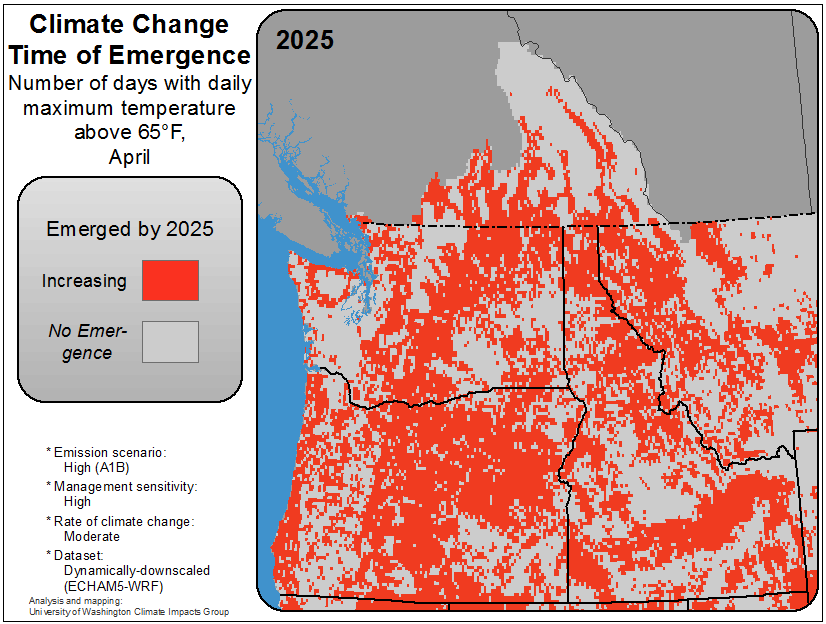 Climate Change
Time of Emergence
Number of days with daily
maximum temperature
above 65°F,
April
2025
Emerged by 2025
Increasing
No Emer-
gence
* Emission scenario:
High (A1B)
* Management sensitivity:
High
* Rate of climate change:
Moderate
* Dataset:
Dynamically-downscaled
(ECHAM5-WRF)
Analysis and mapping:
University of Washington Climate Impacts Group